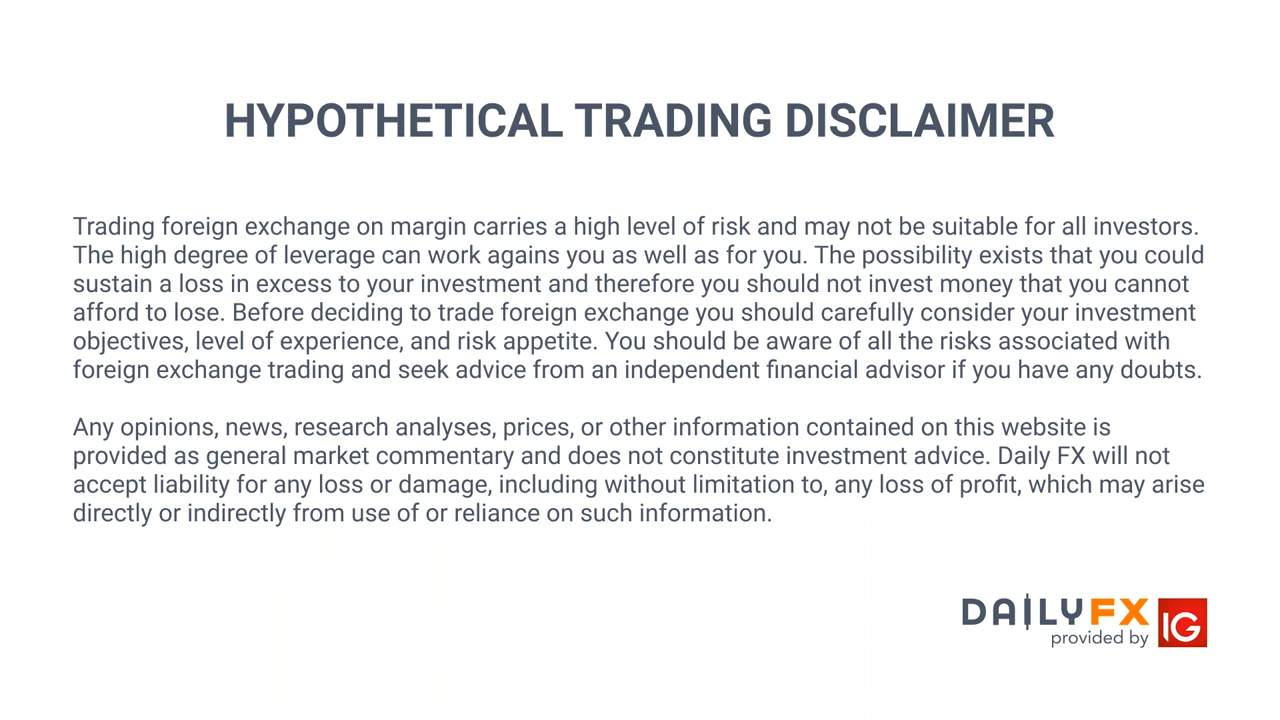 HYPOTHETICAL TRADING DISCLAIMER
Trading foreign exchange on margin carries a high level of risk and may not be suitable for all investors.
The high degree of leverage can work agains you as well as for you. The possibility exists that you could
sustain a loss in excess to your investment and therefore you should not invest money that you cannot
afford to lose. Before deciding to trade foreign exchange you should carefully consider your investment
objectives, level of experience, and risk appetite. You should be aware of all the risks associated with
foreign exchange trading and seek advice from an independent financial advisor if you have any doubts.
Any opinions, news, research analyses, prices, or other information contained on this website is
provided as general market commentary and does not constitute investment advice. Daily FX will not
accept liability for any loss or damage, including without limitation to, any loss of profit, which may arise
directly or indirectly from use of or reliance on such information.
DAILYFX
provided by
IG